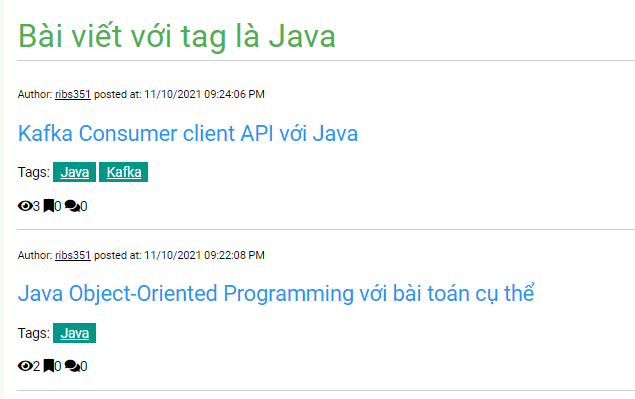 Bài viết với tag là Java
Author: ribs351 posted at: 11/10/2021 09:24:06 PM
Kafka Consumer client API với Java
Tags: Java Kafka
3 0 0
Author: ribs351 posted at: 11/10/2021 09:22:08 PM
Java Object-Oriented Programming với bài toán cụ thể
Tags: Java
2 0 0